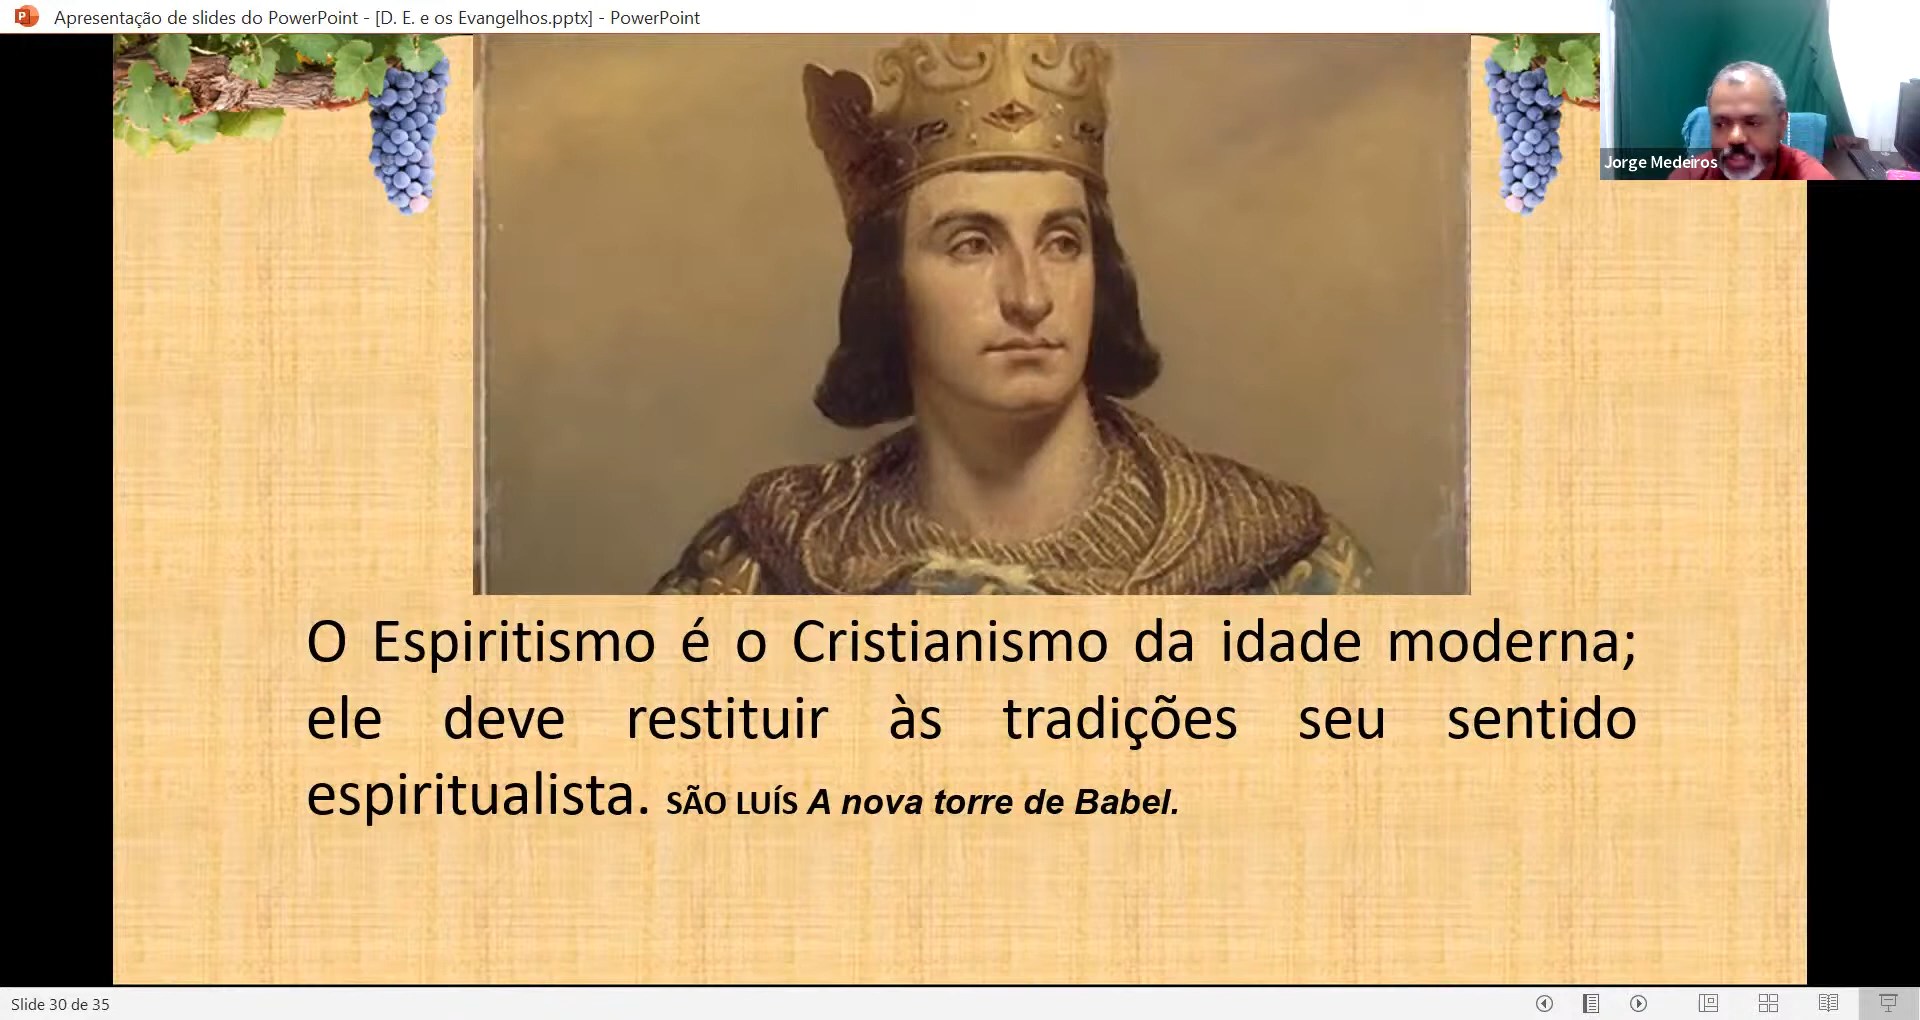 Apresentação de slides do PowerPoint - [D. E. e os Evangelhos.pptx] - PowerPoint
Jorge Medeiros
O Espiritismo é o Cristianismo da idade moderna;
ele deve restituir às tradições seu sentido
espiritualista. SÃO LUÍS A nova torre de Babel.
Slide 30 de 35